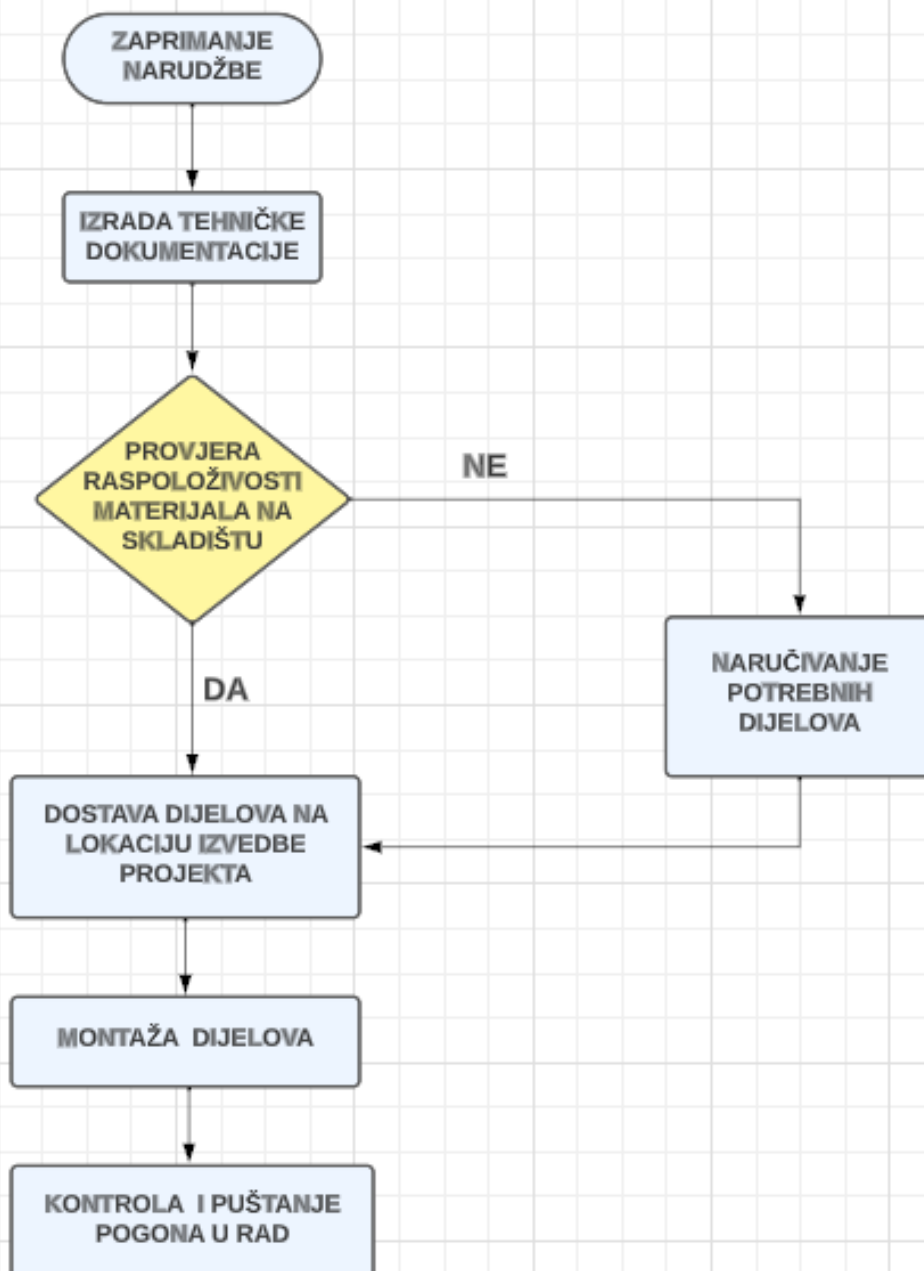 ZAPRIMANJE
NARUDŽBE
IZRADA TEHNIČKE
DOKUMENTACIJE
PROVJERA
RASPOLOŽIVOSTI
MATERIJALA NA
SKLADIŠTU
NE
NARUČIVANJE
POTREBNIH
DIJELOVA
DA
DOSTAVA DIJELOVA NA
LOKACIJU IZVEDBE
PROJEKTA
MONTAŽA DIJELOVA
KONTROLA I PUŠTANJE
POGONA U RAD